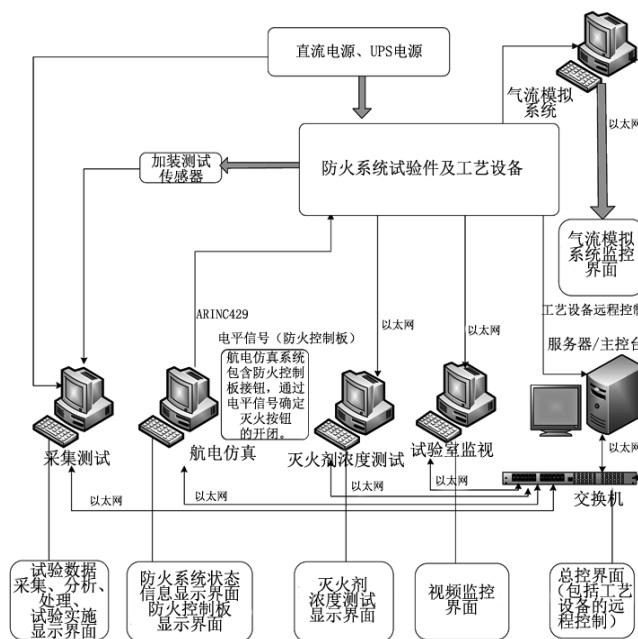 直流电源、UPS电源
气流模拟
系统
以太网
加装测试
传感器
防火系统试验件及工艺设备
气流模拟
系统监控
界面
ARINC429
电平信号（防火控制板）
以太网
以太网
工艺设备远程控制
航电仿真系统
包含防火控制
板按钮，通过
电平信号确定
灭火按钮
的开闭。
服务器/主控台
采集测试
航电仿真
灭火剂浓度测试
试验室监视
以太网
以太网
以太网
以太网
以太网
交换机
试验数据
采集、分析、
处理、
试验实施
显示界面
防火系统状态
信息显示界面
防火控制板
显示界面
灭火剂
浓度测试
显示界面
视频监控
界面
总控界面
(包括工艺
设备的远
程控制)